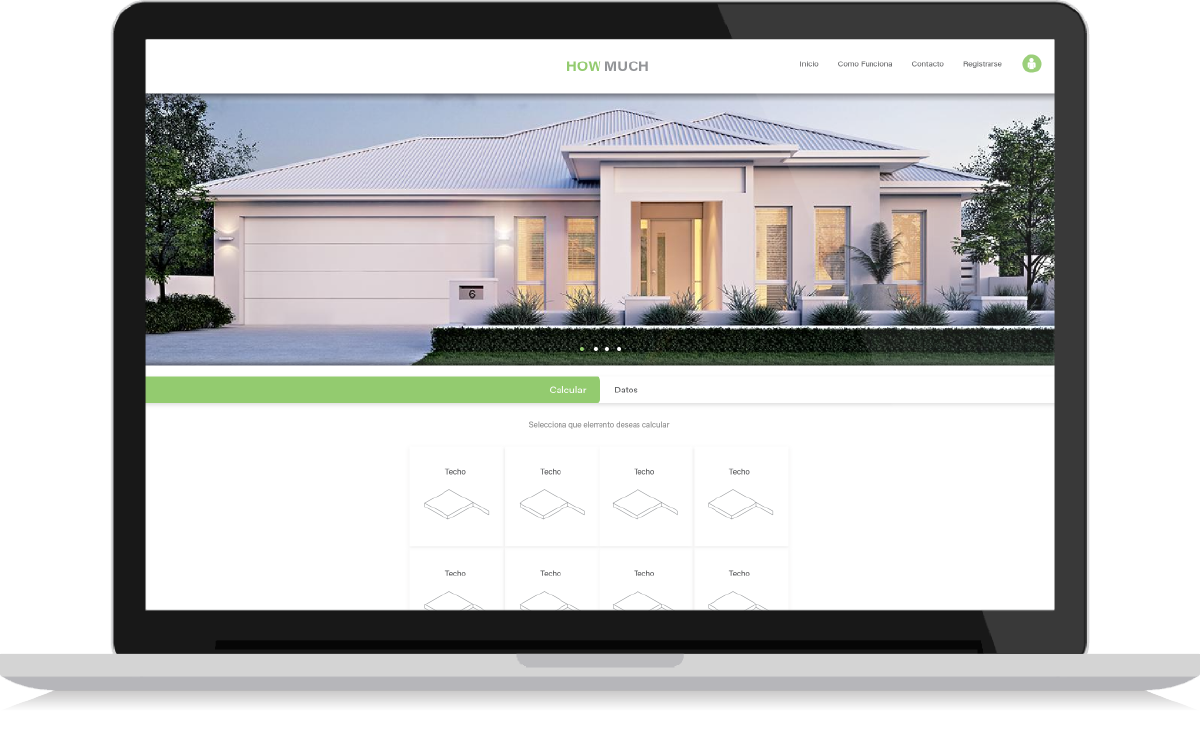 HOW MUCH
Inicio Como Funciona Contacto Registrarse
6
Calcular Datos
Selecciona que elemento deseas calcular
Techo Techo Techo Techo
Techo Techo Techo Techo